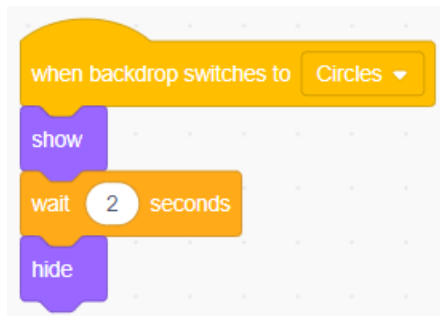 when backdrop switches to Circles
show
wait 2 seconds
hide